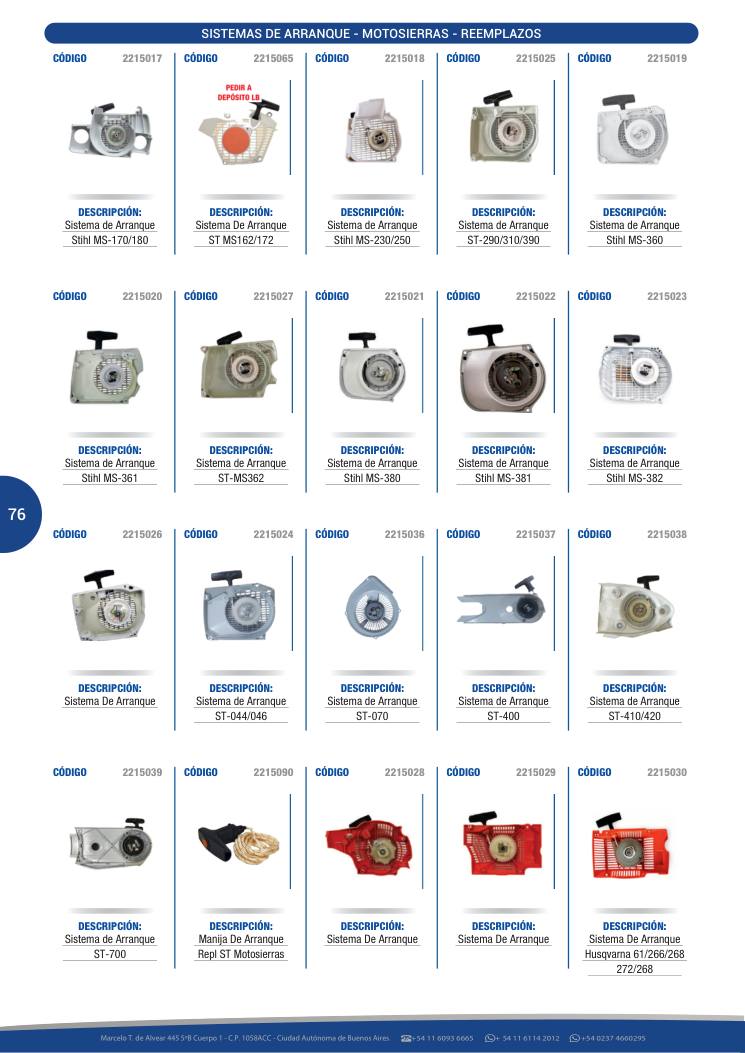 SISTEMAS DE ARRANQUE - MOTOSIERRAS - REEMPLAZOS
CÓDIGO 2215017
DESCRIPCIÓN:
Sistema de Arranque
Stihl MS-170/180
CÓDIGO 2215065
PEDIR A
DEPÓSITO LB
DESCRIPCIÓN:
Sistema De Arranque
ST MS162/172
CÓDIGO 2215018
DESCRIPCIÓN:
Sistema de Arranque
Stihl MS-230/250
CÓDIGO 2215025
DESCRIPCIÓN:
Sistema de Arranque
ST-290/310/390
CÓDIGO 2215019
DESCRIPCIÓN:
Sistema de Arranque
Stihl MS-360
CÓDIGO 2215020
DESCRIPCIÓN:
Sistema de Arranque
Stihl MS-361
CÓDIGO 2215027
DESCRIPCIÓN:
Sistema de Arranque
ST-MS362
CÓDIGO 2215021
DESCRIPCIÓN:
Sistema de Arranque
Stihl MS-380
CÓDIGO 2215022
DESCRIPCIÓN:
Sistema de Arranque
Stihl MS-381
CÓDIGO 2215023
DESCRIPCIÓN:
Sistema de Arranque
Stihl MS-382
76
CÓDIGO 2215026
DESCRIPCIÓN:
Sistema De Arranque
CÓDIGO 2215024
DESCRIPCIÓN:
Sistema de Arranque
ST-044/046
CÓDIGO 2215036
DESCRIPCIÓN:
Sistema de Arranque
ST-070
CÓDIGO 2215037
DESCRIPCIÓN:
Sistema de Arranque
ST-400
CÓDIGO 2215038
DESCRIPCIÓN:
Sistema de Arranque
ST-410/420
CÓDIGO 2215039
DESCRIPCIÓN:
Sistema de Arranque
ST-700
CÓDIGO 2215090
DESCRIPCIÓN:
Manija De Arranque
Repl ST Motosierras
CÓDIGO 2215028
DESCRIPCIÓN:
Sistema De Arranque
CÓDIGO 2215029
DESCRIPCIÓN:
Sistema De Arranque
CÓDIGO 2215030
DESCRIPCIÓN:
Sistema De Arranque
Husqvarna 61/266/268
272/268
Marcelo T. de Alvear 445 5ºB Cuerpo 1 - C.P. 1058ACC - Ciudad Autónoma de Buenos Aires. +54 11 6093 6665 + 54 11 6114 2012 +54 0237 4660295